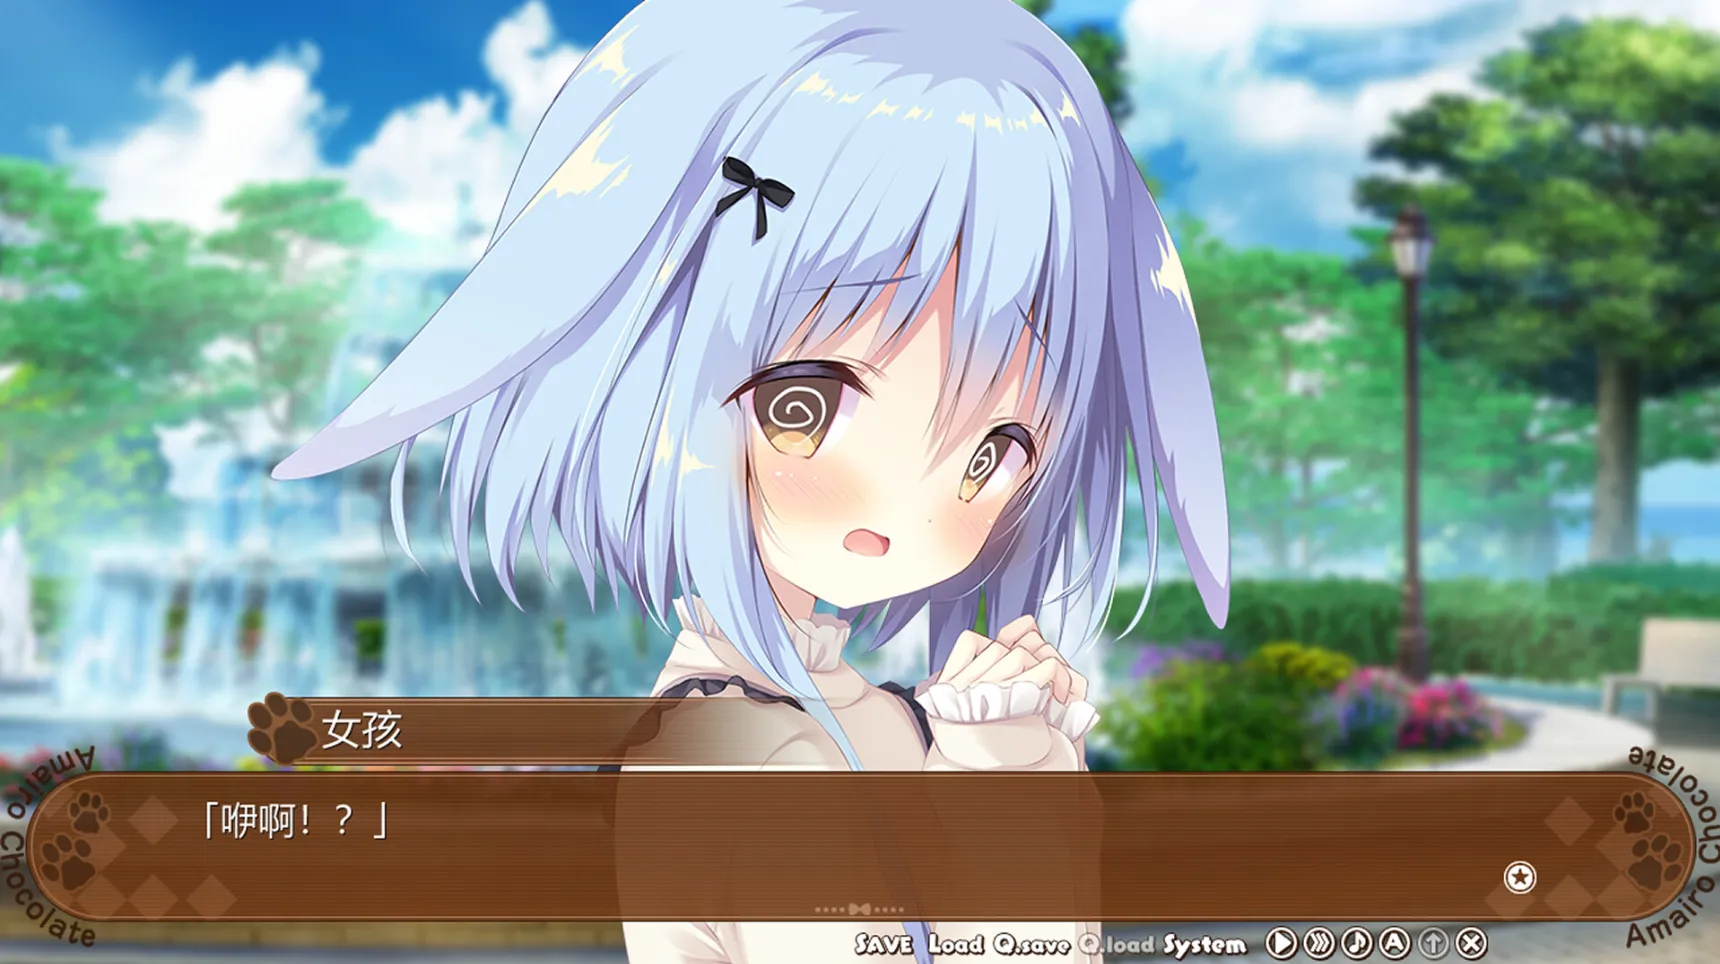 女孩
「咿啊！？」
Amairo Chocolate
Amairo Chocolate
SAVE Load Q.save Q.load System
A